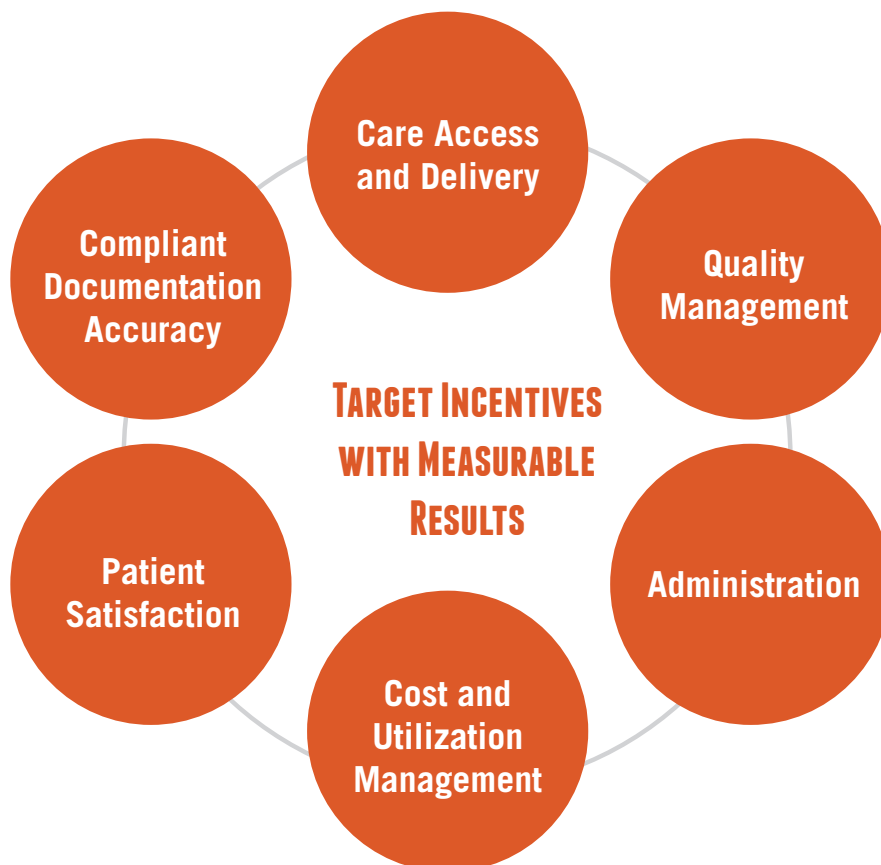 Care Access
and Delivery
Quality
Management
Administration
Cost and
Utilization
Management
Patient
Satisfaction
Compliant
Documentation
Accuracy
TARGET INCENTIVES
WITH MEASURABLE
RESULTS